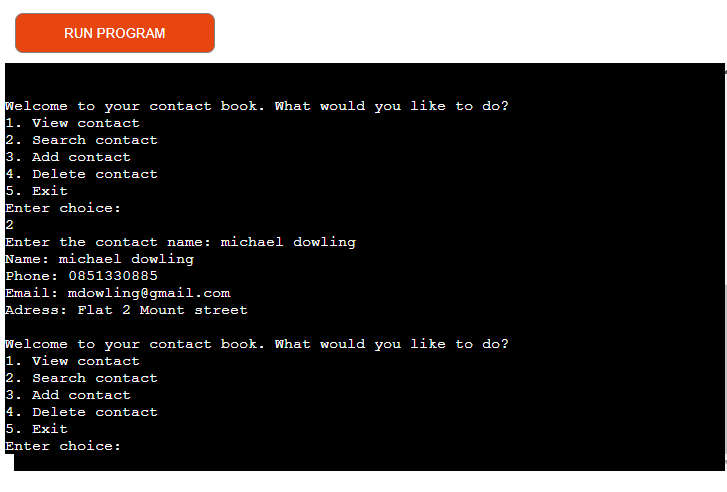 RUN PROGRAM
Welcome to your contact book. What would you like to do?
1. View contact
2. Search contact
3. Add contact
4. Delete contact
5. Exit
Enter choice:
2
Enter the contact name: michael dowling
Name: michael dowling
Phone: 0851330885
Email: mdowling@gmail.com
Adress: Flat 2 Mount street
Welcome to your contact book. What would you like to do?
1. View contact
2. Search contact
3. Add contact
4. Delete contact
5. Exit
Enter choice: